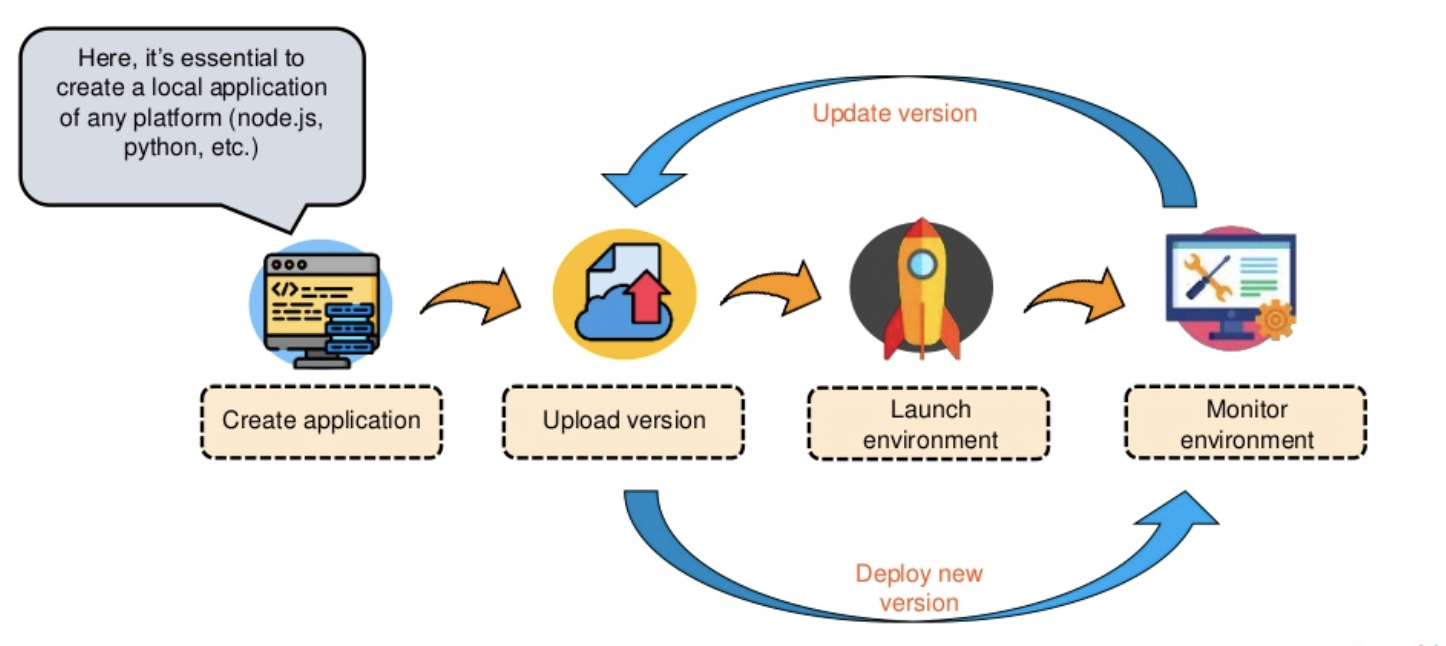 Here, it's essential to
create a local application
of any platform (node.js,
python, etc.)
Update version
</>
Create application
Upload version
Launch
environment
Monitor
environment
Deploy new
version